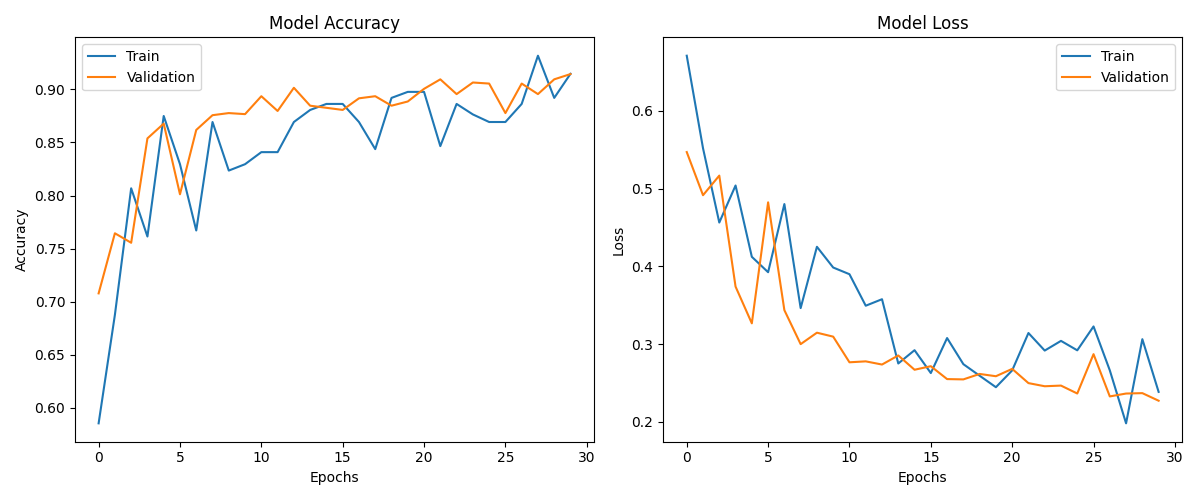 Model Accuracy
Train
Validation
0.90
0.85
0.80
0.75
0.70
0.65
0.60
Accuracy
0 5 10 15 20 25 30
Epochs
Model Loss
Train
Validation
0.6
0.5
0.4
0.3
0.2
Loss
0 5 10 15 20 25 30
Epochs